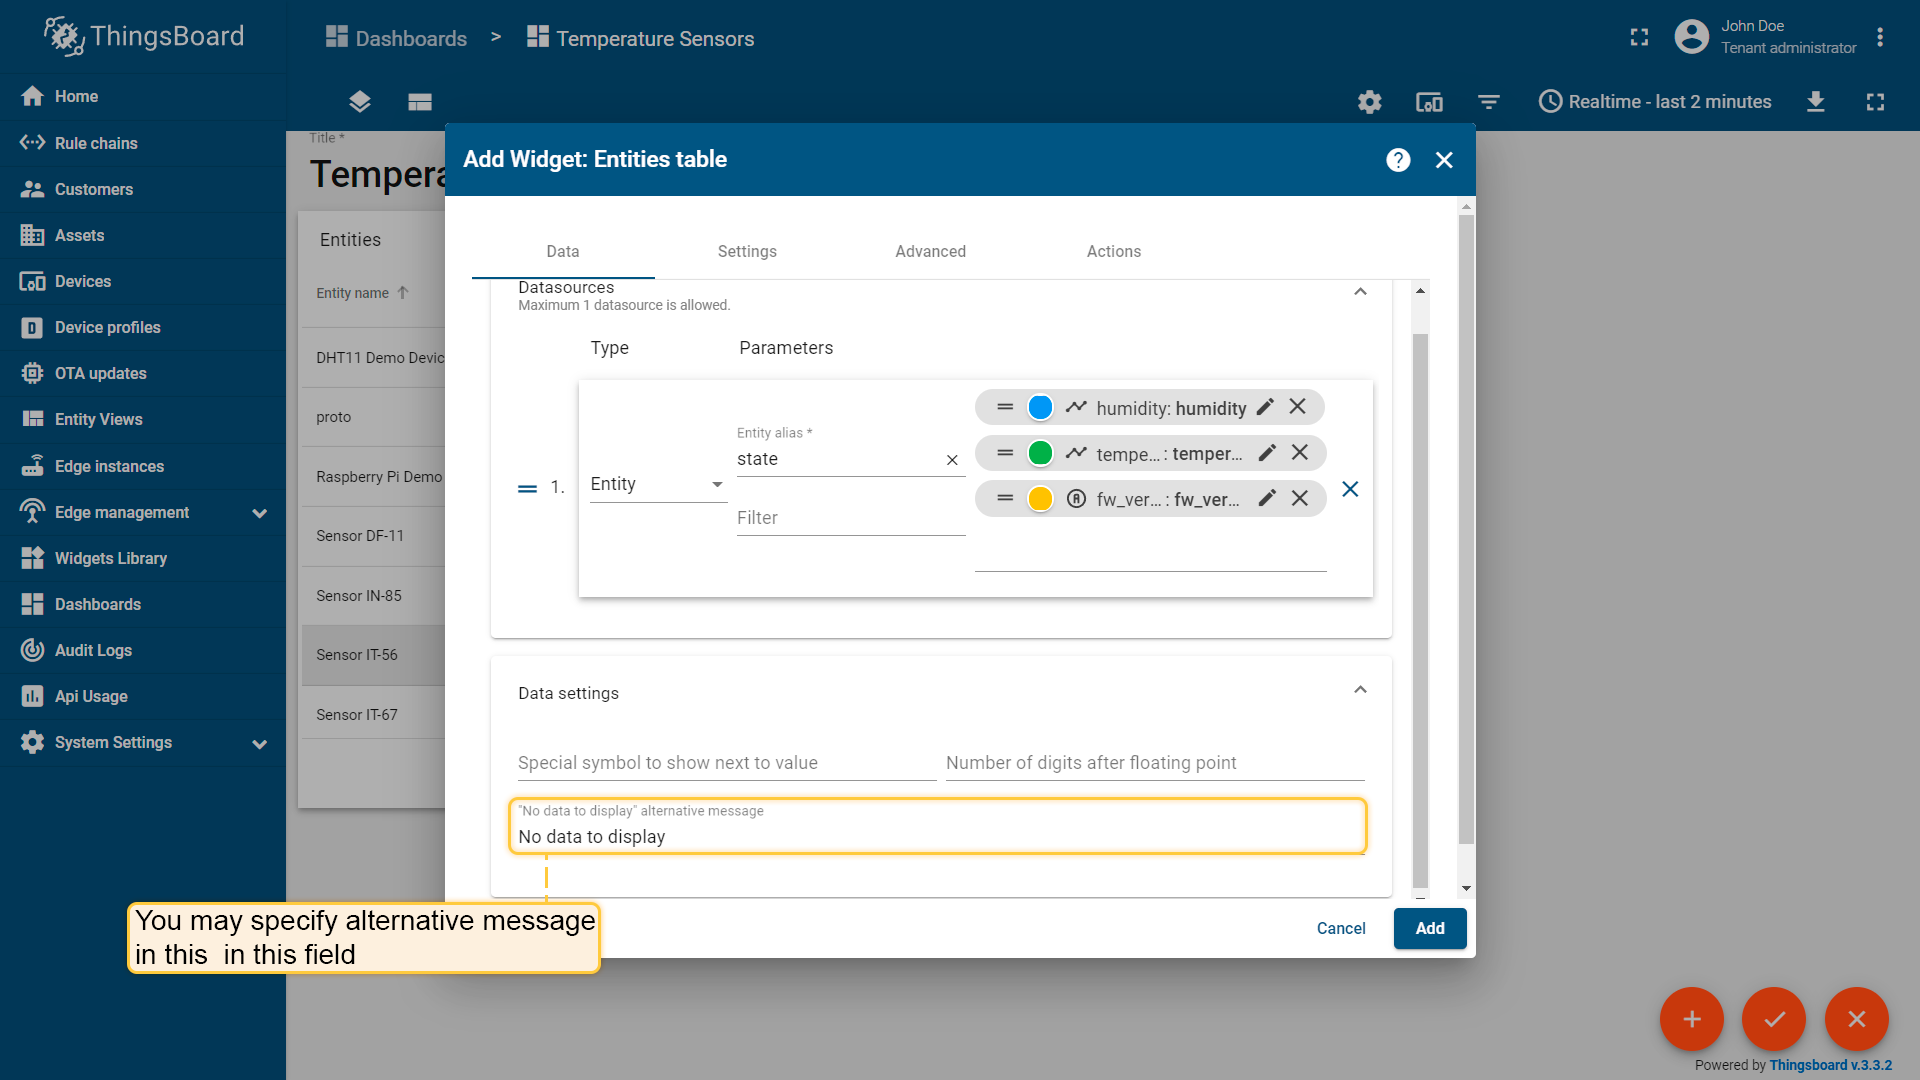 ThingsBoard
Dashboards > Temperature Sensors
John Doe
Tenant administrator
Realtime - last 2 minutes
Home
Rule chains
Customers
Assets
Devices
Device profiles
OTA updates
Entity Views
Edge instances
Edge management
Widgets Library
Dashboards
Audit Logs
Api Usage
System Settings
Title *
Tempera
Entities
Entity name
DHT11 Demo Devic
proto
Raspberry Pi Demo
Sensor DF-11
Sensor IN-85
Sensor IT-56
Sensor IT-67
Add Widget: Entities table
Data Settings Advanced Actions
Datasources
Maximum 1 datasource is allowed.
Type Parameters
1.
Entity
Entity alias *
state
Filter
humidity: humidity
tempe... : temper...
fw_ver... : fw_ver...
Data settings
Special symbol to show next to value
Number of digits after floating point
"No data to display" alternative message
No data to display
You may specify alternative message
in this  in this field
Cancel
Add
Powered by Thingsboard v.3.3.2